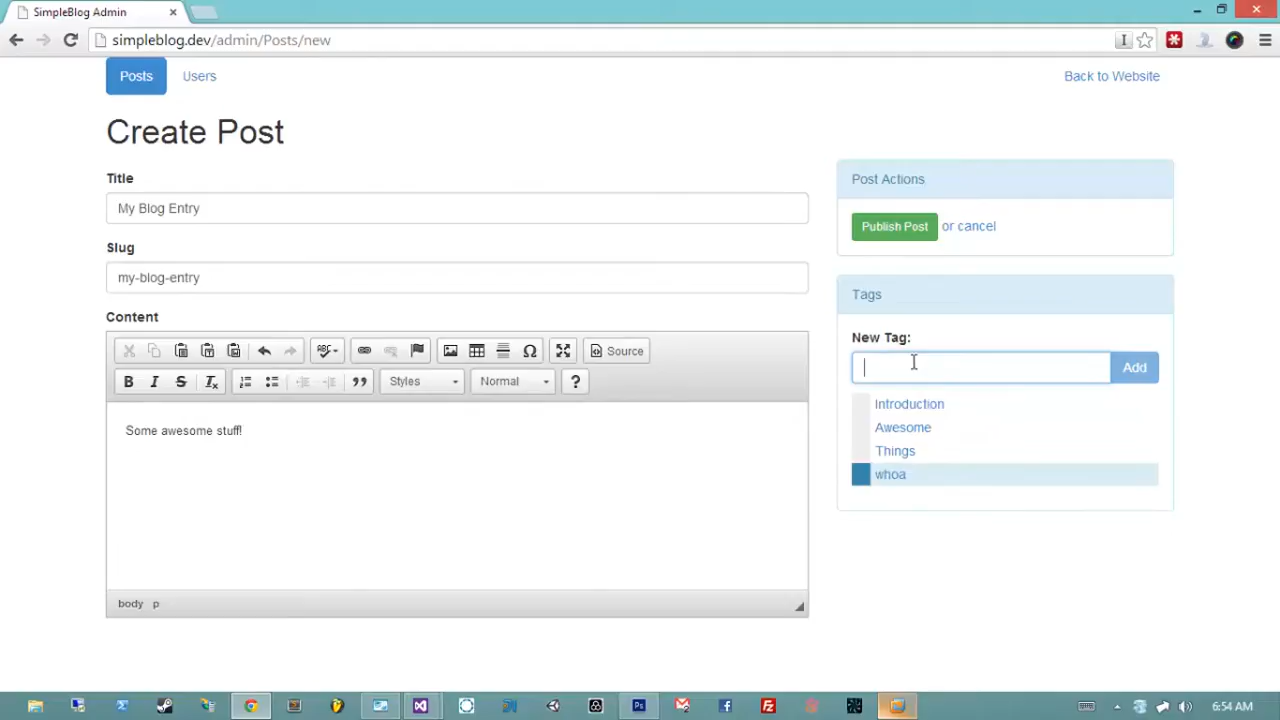 SimpleBlog Admin
simpleblog.dev/admin/Posts/new
Posts Users Back to Website
Create Post
Title
My Blog Entry
Slug
my-blog-entry
Content
Source
Styles Normal ?
Some awesome stuff!
body p
Post Actions
Publish Post or cancel
Tags
New Tag:
Add
Introduction
Awesome
Things
whoa
6:54 AM